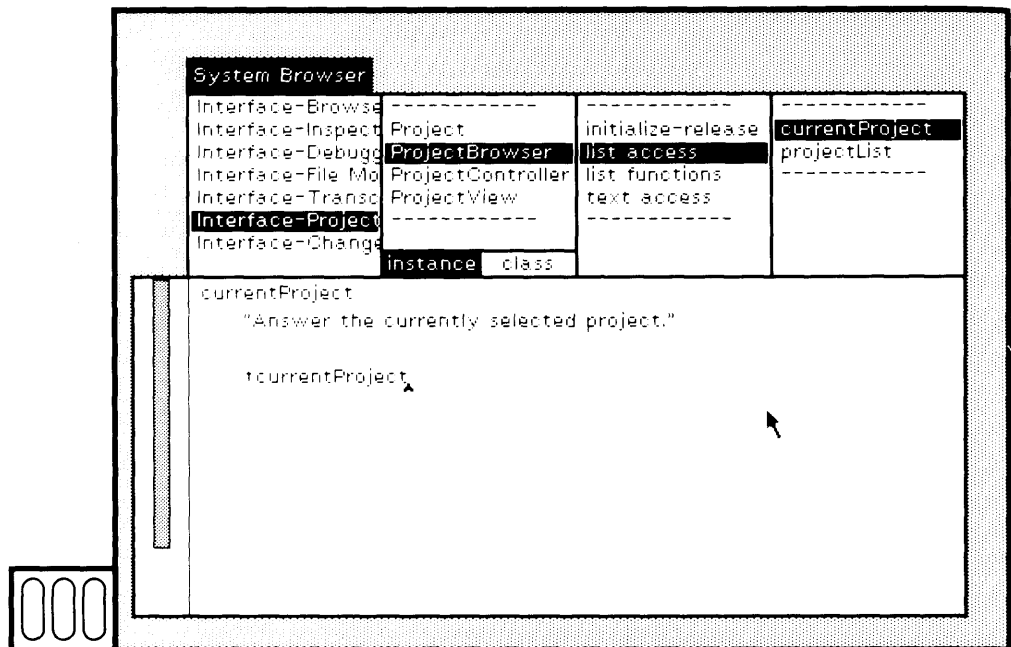 System Browser
Interface-Browse
Interface-Inspect
Interface-Debugg
Interface-File Mo
Interface-Transc
Interface-Project
Interface-Change
------------
Project
ProjectBrowser
ProjectController
ProjectView
------------
instance class
------------
initialize-release
list access
list functions
text access
------------
------------
currentProject
projectList
------------
currentProject
"Answer the currently selected project."
↑currentProject